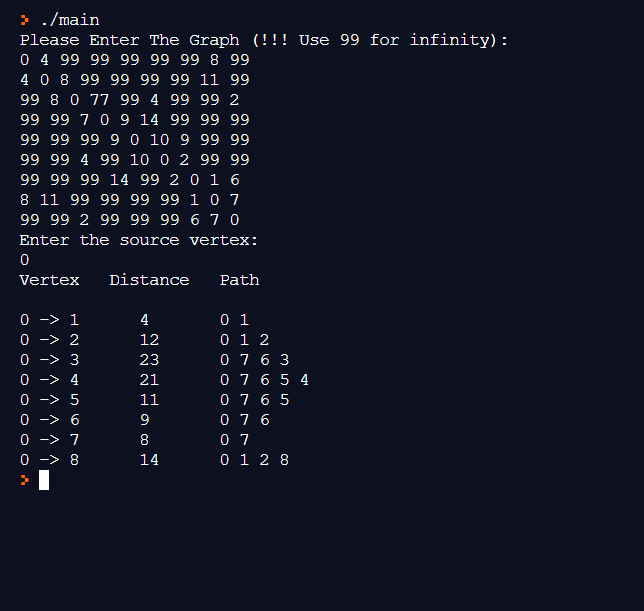 > ./main
Please Enter The Graph (!!! Use 99 for infinity):
0 4 99 99 99 99 99 8 99
4 0 8 99 99 99 99 11 99
99 8 0 77 99 4 99 99 2
99 99 7 0 9 14 99 99 99
99 99 99 9 0 10 9 99 99
99 99 4 99 10 0 2 99 99
99 99 99 14 99 2 0 1 6
8 11 99 99 99 99 1 0 7
99 99 2 99 99 99 6 7 0
Enter the source vertex:
0
Vertex   Distance   Path

0 -> 1      4       0 1
0 -> 2      12      0 1 2
0 -> 3      23      0 7 6 3
0 -> 4      21      0 7 6 5 4
0 -> 5      11      0 7 6 5
0 -> 6      9       0 7 6
0 -> 7      8       0 7
0 -> 8      14      0 1 2 8
>